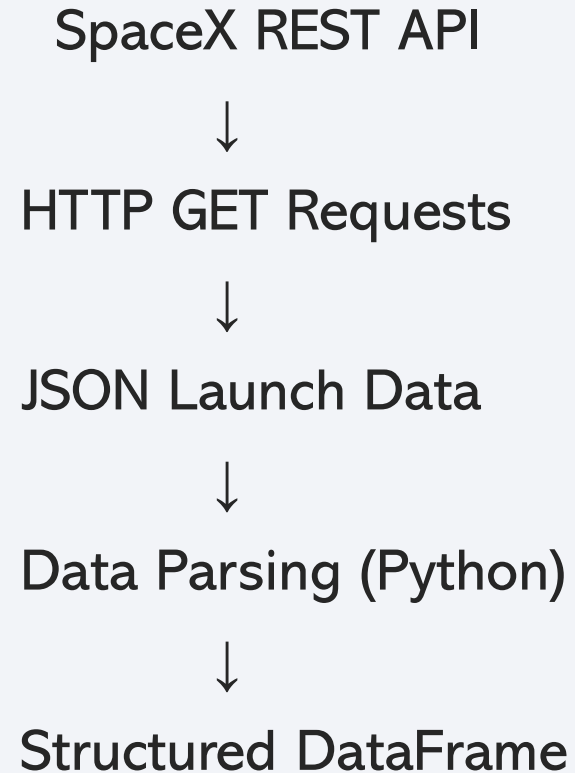 SpaceX REST API
↓
HTTP GET Requests
↓
JSON Launch Data
↓
Data Parsing (Python)
↓
Structured DataFrame